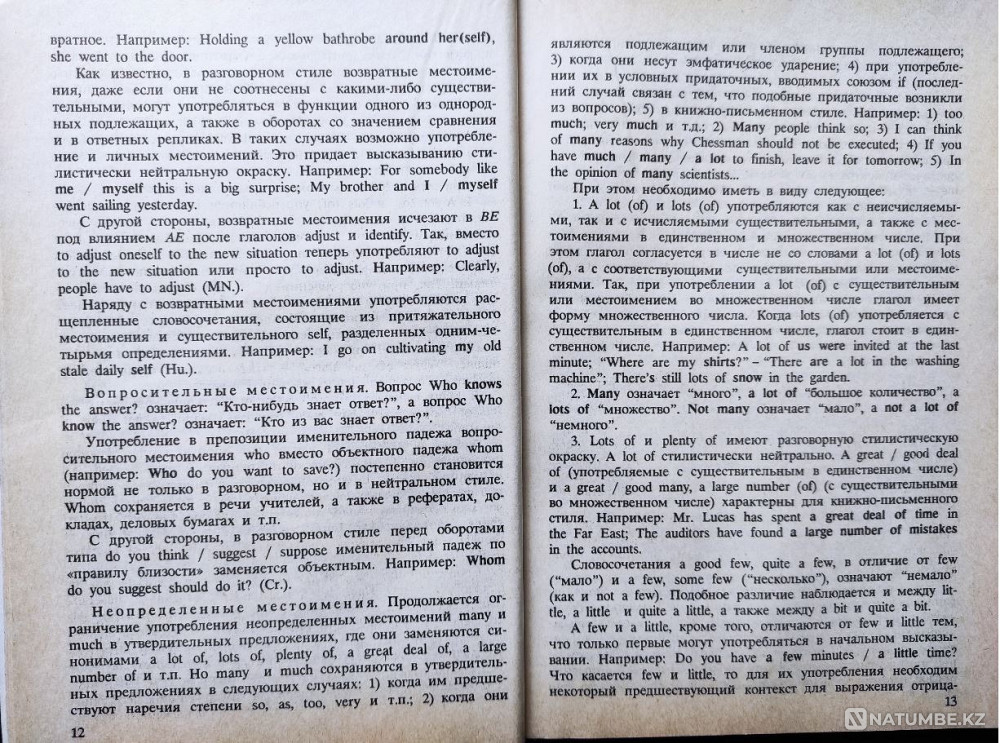 вратное. Например: Holding a yellow bathrobe around her(self),
she went to the door.
Как известно, в разговорном стиле возвратные местоиме-
ния, даже если они не соотнесены с какими-либо существи-
тельными, могут употребляться в функции одного из однород-
ных подлежащих, а также в оборотах со значением сравнения
и в ответных репликах. В таких случаях возможно употребле-
ние и личных местоимений. Это придает высказыванию сти-
листически нейтральную окраску. Например: For somebody like
me / myself this is a big surprise; My brother and I / myself
went sailing yesterday.
С другой стороны, возвратные местоимения исчезают в BE
под влиянием AE после глаголов adjust и identify. Так, вместо
to adjust oneself to the new situation теперь употребляют to adjust
to the new situation или просто to adjust. Например: Clearly,
people have to adjust (MN.).
Наряду с возвратными местоимениями употребляются рас-
щепленные словосочетания, состоящие из притяжательного
местоимения и существительного self, разделенных одним-че-
тырьмя определениями. Например: I go on cultivating my old
stale daily self (Hu.).
Вопросительные местоимения. Вопрос Who knows
the answer? означает: “Кто-нибудь знает ответ?”, а вопрос Who
know the answer? означает: “Кто из вас знает ответ?”.
Употребление в препозиции именительного падежа вопро-
сительного местоимения who вместо объектного падежа whom
(например: Who do you want to save?) постепенно становится
нормой не только в разговорном, но и в нейтральном стиле.
Whom сохраняется в речи учителей, а также в рефератах, до-
кладах, деловых бумагах и т.п.
С другой стороны, в разговорном стиле перед оборотами
типа do you think / suggest / suppose именительный падеж по
«правилу близости» заменяется объектным. Например: Whom
do you suggest should do it? (Cr.).
Неопределенные местоимения. Продолжается ог-
раничение употребления неопределенных местоимений many и
much в утвердительных предложениях, где они заменяются си-
нонимами a lot of, lots of, plenty of, a great deal of, a large
number of и т.п. Но many и much сохраняются в утвердитель-
ных предложениях в следующих случаях: 1) когда им предше-
ствуют наречия степени so, as, too, very и т.п.; 2) когда они
12
являются подлежащим или членом группы подлежащего;
3) когда они несут эмфатическое ударение; 4) при употребле-
нии их в условных придаточных, вводимых союзом if (послед-
ний случай связан с тем, что подобные придаточные возникли
из вопросов); 5) в книжно-письменном стиле. Например: 1) too
much; very much и т.д.; 2) Many people think so; 3) I can think
of many reasons why Chessman should not be executed; 4) If you
have much / many / a lot to finish, leave it for tomorrow; 5) In
the opinion of many scientists...
При этом необходимо иметь в виду следующее:
1. A lot (of) и lots (of) употребляются как с неисчисляемы-
ми, так и с исчисляемыми существительными, а также с мес-
тоимениями в единственном и множественном числе. При
этом глагол согласуется в числе не со словами a lot (of) и lots
(of), а с соответствующими существительными или местоиме-
ниями. Так, при употреблении a lot (of) с существительным
или местоимением во множественном числе глагол имеет
форму множественного числа. Когда lots (of) употребляется с
существительным в единственном числе, глагол стоит в един-
ственном числе. Например: A lot of us were invited at the last
minute; “Where are my shirts?” – “There are a lot in the washing
machine”; There's still lots of snow in the garden.
2. Many означает “много”, a lot of “большое количество”, a
lots of “множество”. Not many означает “мало”, а not a lot of
“немного”.
3. Lots of и plenty of имеют разговорную стилистическую
окраску. A lot of стилистически нейтрально. A great / good deal
of (употребляемые с существительным в единственном числе)
и a great / good many, a large number (of) (с существительными
во множественном числе) характерны для книжно-письменного
стиля. Например: Mr. Lucas has spent a great deal of time in
the Far East; The auditors have found a large number of mistakes
in the accounts.
Словосочетания a good few, quite a few, в отличие от few
(“мало”) и a few, some few (“несколько”), означают “немало”
(как и not a few). Подобное различие наблюдается и между lit-
tle, a little и quite a little, а также между a bit и quite a bit.
A few и a little, кроме того, отличаются от few и little тем,
что только первые могут употребляться в начальном высказы-
вании. Например: Do you have a few minutes / a little time?
Что касается few и little, то для их употребления необходим
некоторый предшествующий контекст для выражения отрица-
13
NATUMBE.KZ